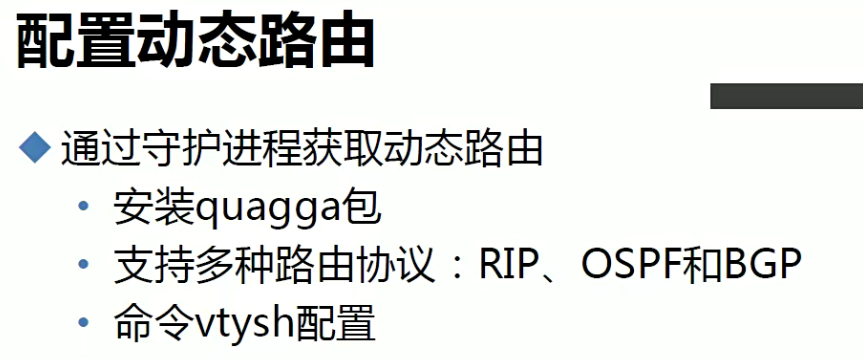 配置动态路由
通过守护进程获取动态路由
安装quagga包
支持多种路由协议：RIP、OSPF和BGP
命令vtysh配置